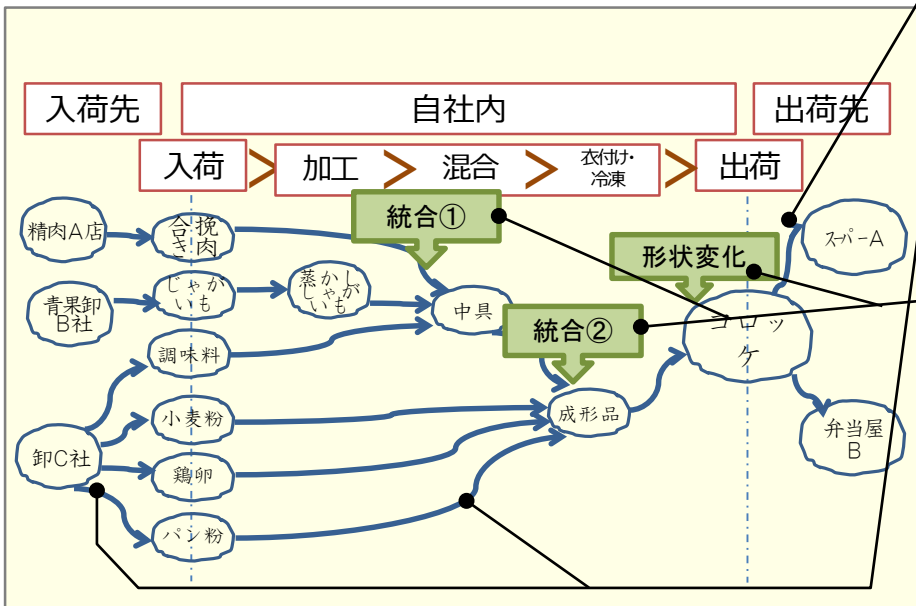 入荷先
自社内
出荷先
入荷
加工
混合
衣付け・
冷凍
出荷
統合①
精肉A店
合挽
き肉
形状変化
スーパーA
青果卸
B社
じゃが
いも
蒸かし
じゃが
いも
中具
統合②
コロッ
ケ
調味料
小麦粉
成形品
弁当屋
B
卸C社
鶏卵
パン粉